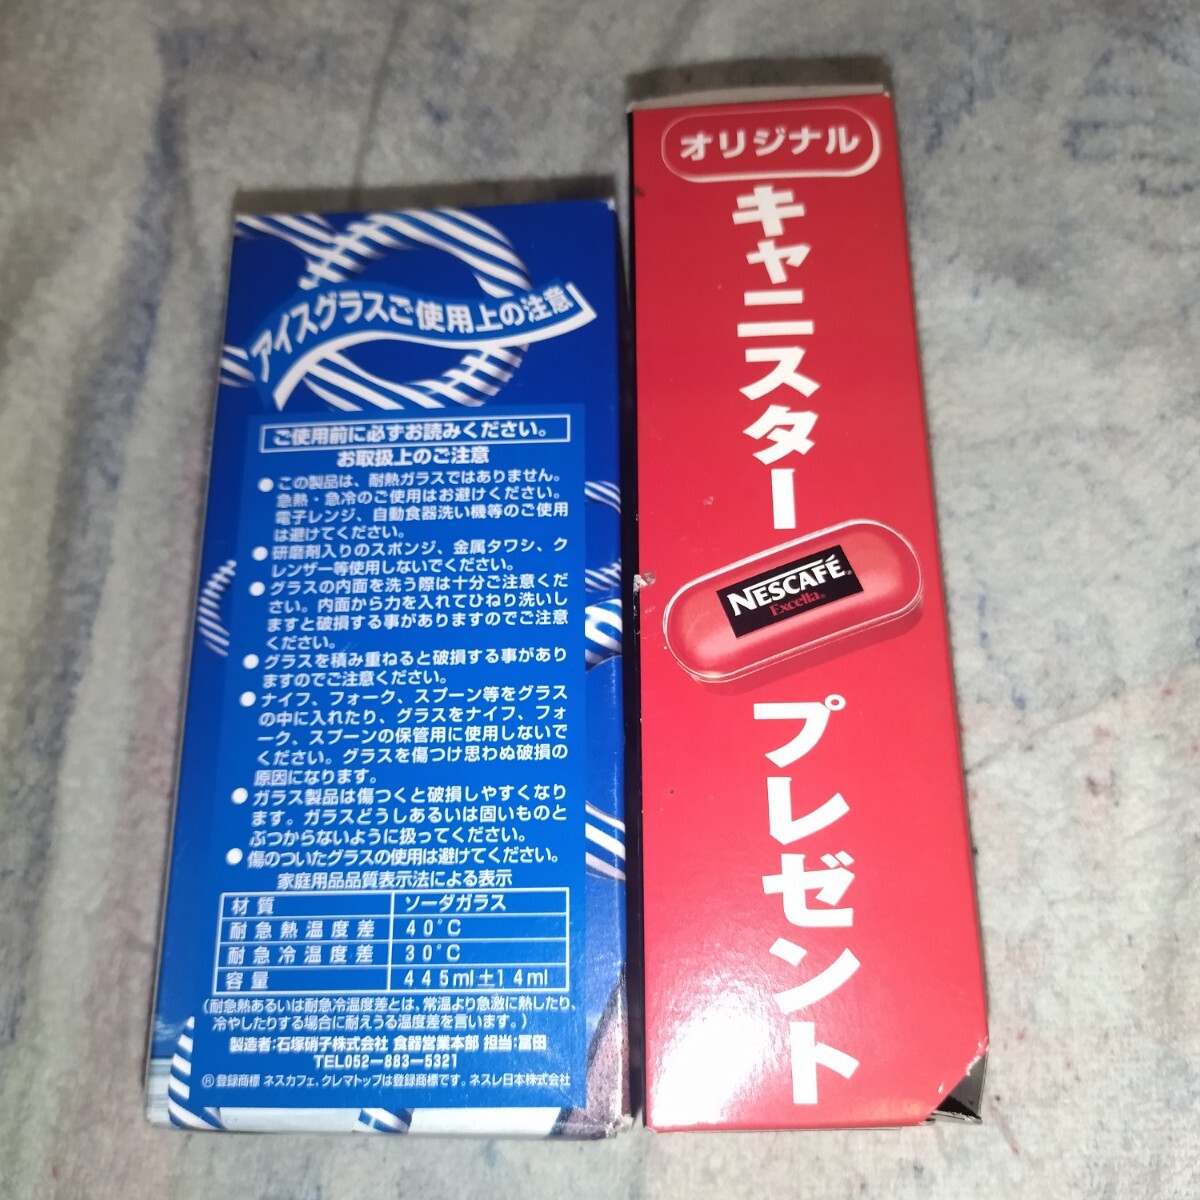 アイスグラスご使用上の注意
ご使用前に必ずお読みください。
お取扱上のご注意
● この製品は、耐熱ガラスではありません。
急熱・急冷のご使用はお避けください。
電子レンジ、自動食器洗い機等のご使用
は避けてください。
● 研磨剤入りのスポンジ、金属タワシ、ク
レンザー等使用しないでください。
● グラスの内面を洗う際は十分ご注意くだ
さい。内面から力を入れてひねり洗いし
ますと破損する事がありますのでご注意
ください。
● グラスを積み重ねると破損する事があり
ますのでご注意ください。
● ナイフ、フォーク、スプーン等をグラス
の中に入れたり、グラスをナイフ、フォ
ーク、スプーンの保管用に使用しないで
ください。グラスを傷つけ思わぬ破損の
原因になります。
● ガラス製品は傷つくと破損しやすくなり
ます。ガラスどうしあるいは固いものと
ぶつからないように扱ってください。
● 傷のついたグラスの使用は避けてください。
家庭用品品質表示法による表示
材質 ソーダガラス
耐急熱温度差 40°C
耐急冷温度差 30°C
容量 445ml±14ml
(耐急熱あるいは耐急冷温度差とは、常温より急激に熱したり、
冷やしたりする場合に耐えうる温度差を言います。)
製造者:石塚硝子株式会社 食器営業本部 担当:冨田
TEL052-883-5321
®登録商標 ネスカフェ、クレマトップは登録商標です。ネスレ日本株式会社
オリジナル
キャニスター
NESCAFÉ®
Excella®
プレゼント